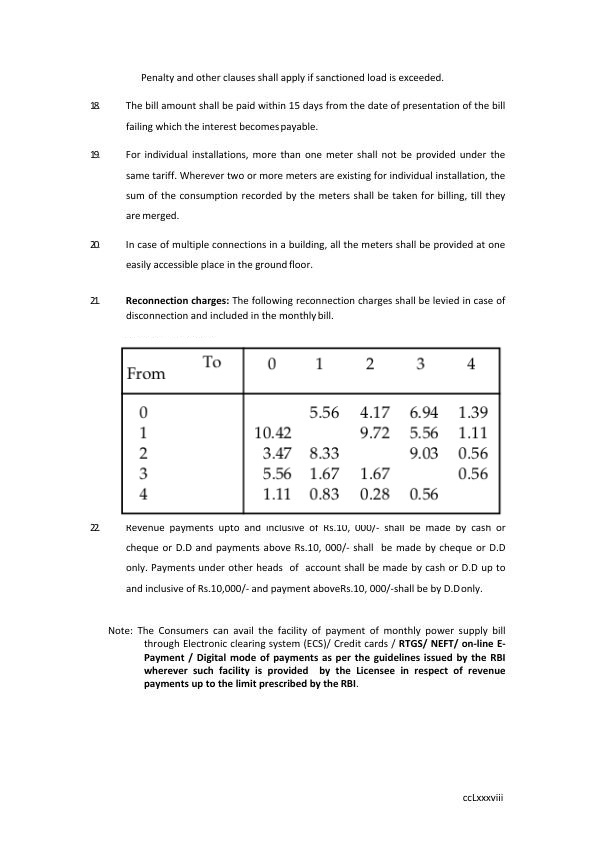 Penalty and other clauses shall apply if sanctioned load is exceeded.
18. The bill amount shall be paid within 15 days from the date of presentation of the bill
failing which the interest becomes payable.
19. For individual installations, more than one meter shall not be provided under the
same tariff. Wherever two or more meters are existing for individual installation, the
sum of the consumption recorded by the meters shall be taken for billing, till they
are merged.
20. In case of multiple connections in a building, all the meters shall be provided at one
easily accessible place in the ground floor.
21. Reconnection charges: The following reconnection charges shall be levied in case of
disconnection and included in the monthly bill.
From To 0 1 2 3 4
0 5.56 4.17 6.94 1.39
1 10.42 9.72 5.56 1.11
2 3.47 8.33 9.03 0.56
3 5.56 1.67 1.67 0.56
4 1.11 0.83 0.28 0.56
22. Revenue payments upto and inclusive of Rs.10, 000/- shall be made by cash or
cheque or D.D and payments above Rs.10, 000/- shall be made by cheque or D.D
only. Payments under other heads of account shall be made by cash or D.D up to
and inclusive of Rs.10,000/- and payment aboveRs.10, 000/-shall be by D.D only.
Note: The Consumers can avail the facility of payment of monthly power supply bill
through Electronic clearing system (ECS)/ Credit cards / RTGS/ NEFT/ on-line E-
Payment / Digital mode of payments as per the guidelines issued by the RBI
wherever such facility is provided by the Licensee in respect of revenue
payments up to the limit prescribed by the RBI.
ccLxxxviii